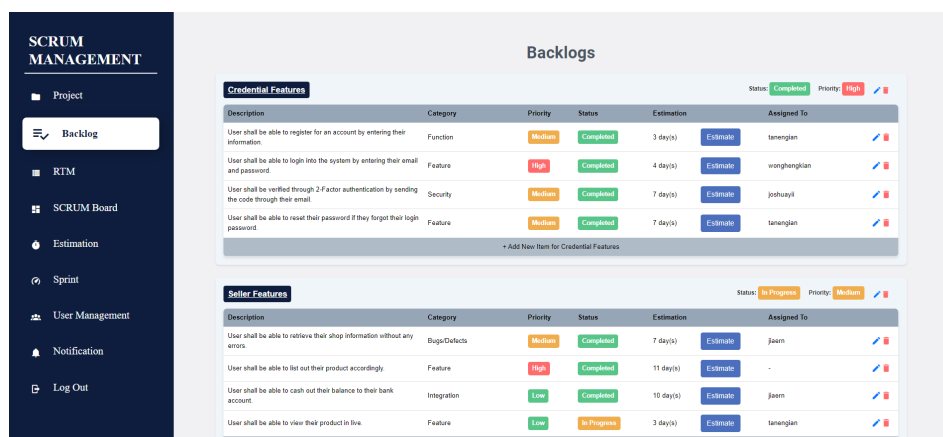 SCRUM
MANAGEMENT
Project
Backlog
RTM
SCRUM Board
Estimation
Sprint
User Management
Notification
Log Out
Backlogs
Credential Features Status: Completed Priority: High
Description Category Priority Status Estimation Assigned To
User shall be able to register for an account by entering their
information. Function Medium Completed 3 day(s) Estimate tanengian
User shall be able to login into the system by entering their email
and password. Feature High Completed 4 day(s) Estimate wonghengkian
User shall be verified through 2-Factor authentication by sending
the code through their email. Security Medium Completed 7 day(s) Estimate joshuayii
User shall be able to reset their password if they forgot their login
password. Feature Medium Completed 7 day(s) Estimate tanengian
+ Add New Item for Credential Features
Seller Features Status: In Progress Priority: Medium
Description Category Priority Status Estimation Assigned To
User shall be able to retrieve their shop information without any
errors. Bugs/Defects Medium Completed 7 day(s) Estimate jiaern
User shall be able to list out their product accordingly. Feature High Completed 11 day(s) Estimate -
User shall be able to cash out their balance to their bank
account. Integration Low Completed 10 day(s) Estimate jiaern
User shall be able to view their product in live. Feature Low In Progress 3 day(s) Estimate tanengian